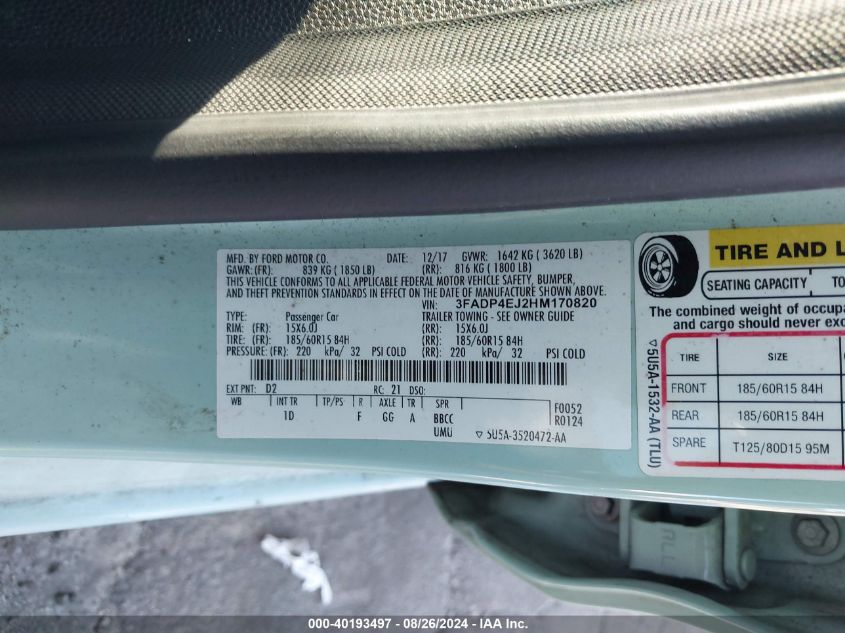 MFD. BY FORD MOTOR CO. DATE: 12/17 GVWR: 1642 KG ( 3620 LB)
GAWR: (FR): 839 KG ( 1850 LB) (RR): 816 KG ( 1800 LB)
THIS VEHICLE CONFORMS TO ALL APPLICABLE FEDERAL MOTOR VEHICLE SAFETY, BUMPER,
AND THEFT PREVENTION STANDARDS IN EFFECT ON THE DATE OF MANUFACTURE SHOWN ABOVE.
VIN: 3FADP4EJ2HM170820
TYPE: Passenger Car TRAILER TOWING - SEE OWNER GUIDE
RIM: (FR): 15X6.0J (RR): 15X6.0J
TIRE: (FR): 185/60R15 84H (RR): 185/60R15 84H
PRESSURE: (FR): 220 kPa/ 32 PSI COLD (RR): 220 kPa/ 32 PSI COLD
EXT PNT: D2 RC: 21 DSO:
WB INT TR TP/PS R AXLE TR SPR F0052
1D F GG A BBCC R0124
UMU ▽ 5U5A-3520472-AA
TIRE AND L
SEATING CAPACITY TO
The combined weight of occupa
and cargo should never exc
▽5U5A-1532-AA (TLU)
TIRE SIZE
FRONT 185/60R15 84H
REAR 185/60R15 84H
SPARE T125/80D15 95M
RLL
000-40193497 - 08/26/2024 - IAA Inc.